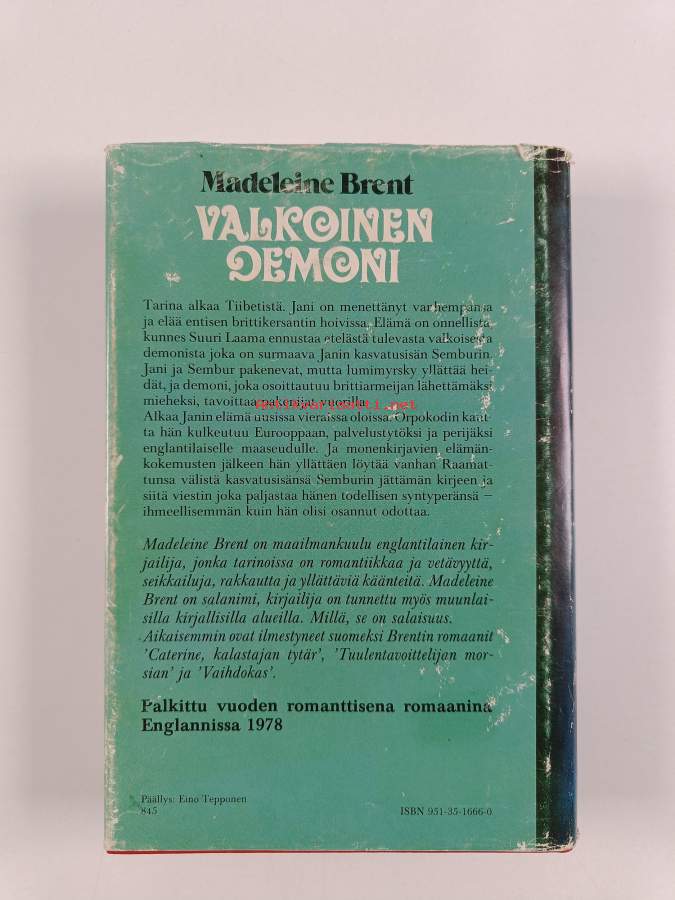 Madeleine Brent
VALKOINEN
DEMONI
Tarina alkaa Tiibetistä. Jani on menettänyt vanhempansa
ja elää entisen brittikersantin hoivissa. Elämä on onnellista
kunnes Suuri Laama ennustaa etelästä tulevasta valkoisesta
demonista joka on surmaava Janin kasvatusisän Semburin.
Jani ja Sembur pakenevat, mutta lumimyrsky yllättää hei-
dät, ja demoni, joka osoittautuu brittiarmeijan lähettämäksi
mieheksi, tavoittaa pakenijat vuorilla.
antikvariaatti.net
Alkaa Janin elämä uusissa vieraissa oloissa. Orpokodin kaut-
ta hän kulkeutuu Eurooppaan, palvelustytöksi ja perijäksi
englantilaiselle maaseudulle. Ja monenkirjavien elämän-
kokemusten jälkeen hän yllättäen löytää vanhan Raamat-
tunsa välistä kasvatusisänsä Semburin jättämän kirjeen ja
siitä viestin joka paljastaa hänen todellisen syntyperänsä –
ihmeellisemmän kuin hän olisi osannut odottaa.
Madeleine Brent on maailmankuulu englantilainen kir-
jailija, jonka tarinoissa on romantiikkaa ja vetävyyttä,
seikkailuja, rakkautta ja yllättäviä käänteitä. Madeleine
Brent on salanimi, kirjailija on tunnettu myös muunlai-
silla kirjallisilla alueilla. Millä, se on salaisuus.
Aikaisemmin ovat ilmestyneet suomeksi Brentin romaanit
'Caterine, kalastajan tytär', 'Tuulentavoittelijan mor-
sian' ja 'Vaihdokas'.
Palkittu vuoden romanttisena romaanina
Englannissa 1978
Päällys: Eino Tepponen
845
ISBN 951-35-1666-0